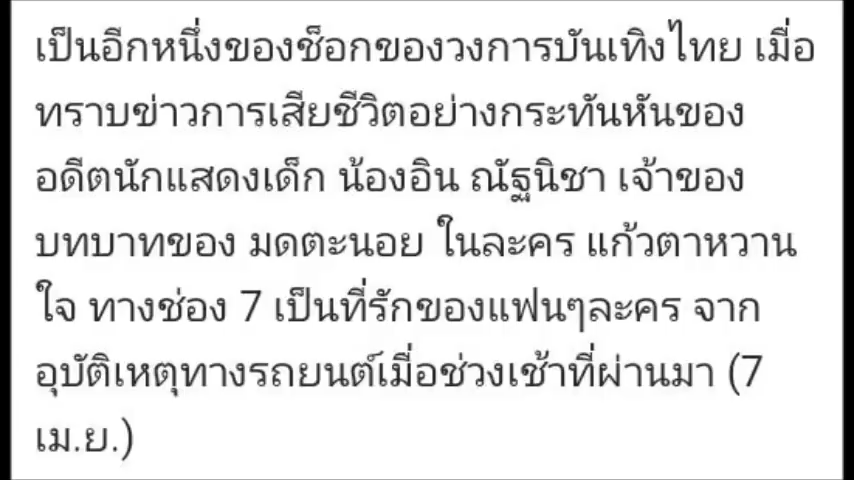 เป็นอีกหนึ่งของช็อกของวงการบันเทิงไทย เมื่อ
ทราบข่าวการเสียชีวิตอย่างกระทันหันของ
อดีตนักแสดงเด็ก น้องอิน ณัฐนิชา เจ้าของ
บทบาทของ มดตะนอย ในละคร แก้วตาหวาน
ใจ ทางช่อง 7 เป็นที่รักของแฟนๆละคร จาก
อุบัติเหตุทางรถยนต์เมื่อช่วงเช้าที่ผ่านมา (7
เม.ย.)